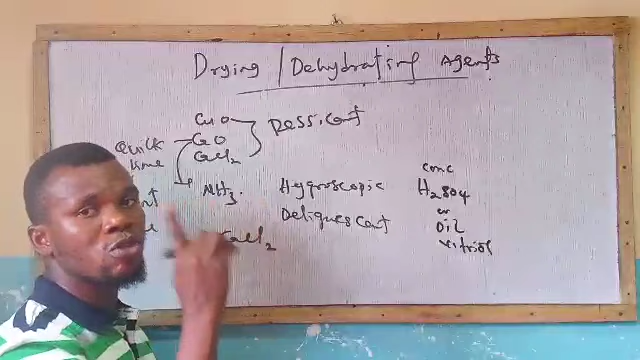 Drying / Dehydrating Agents
CuO
Quick
lime
CaO
CaCl2
Dessicant
NH3.
Hygroscopic
Deliquescent
CaCl2
conc
H2SO4
or
Oil
vitriol